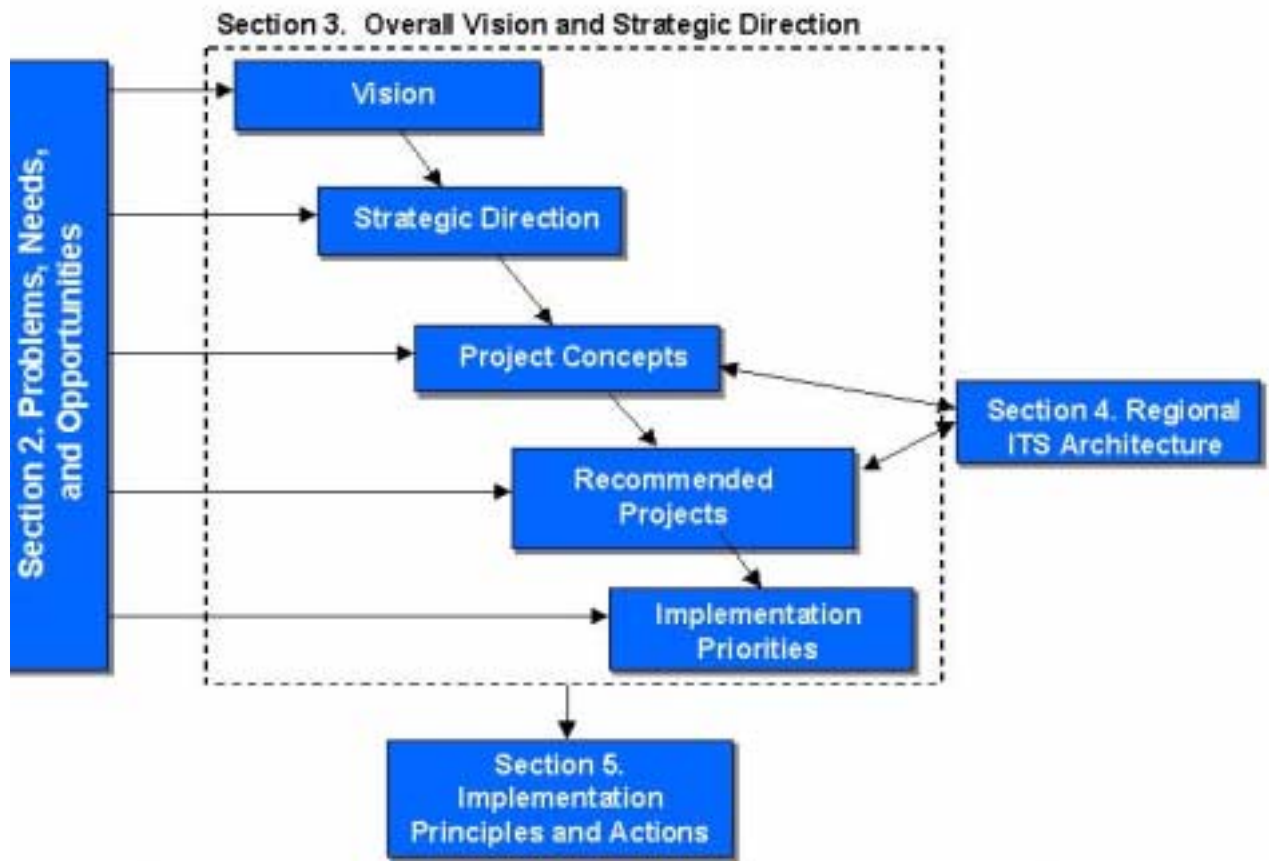 Section 3. Overall Vision and Strategic Direction
Section 2. Problems, Needs,
and Opportunities
Vision
Strategic Direction
Project Concepts
Section 4. Regional
ITS Architecture
Recommended
Projects
Implementation
Priorities
Section 5.
Implementation
Principles and Actions